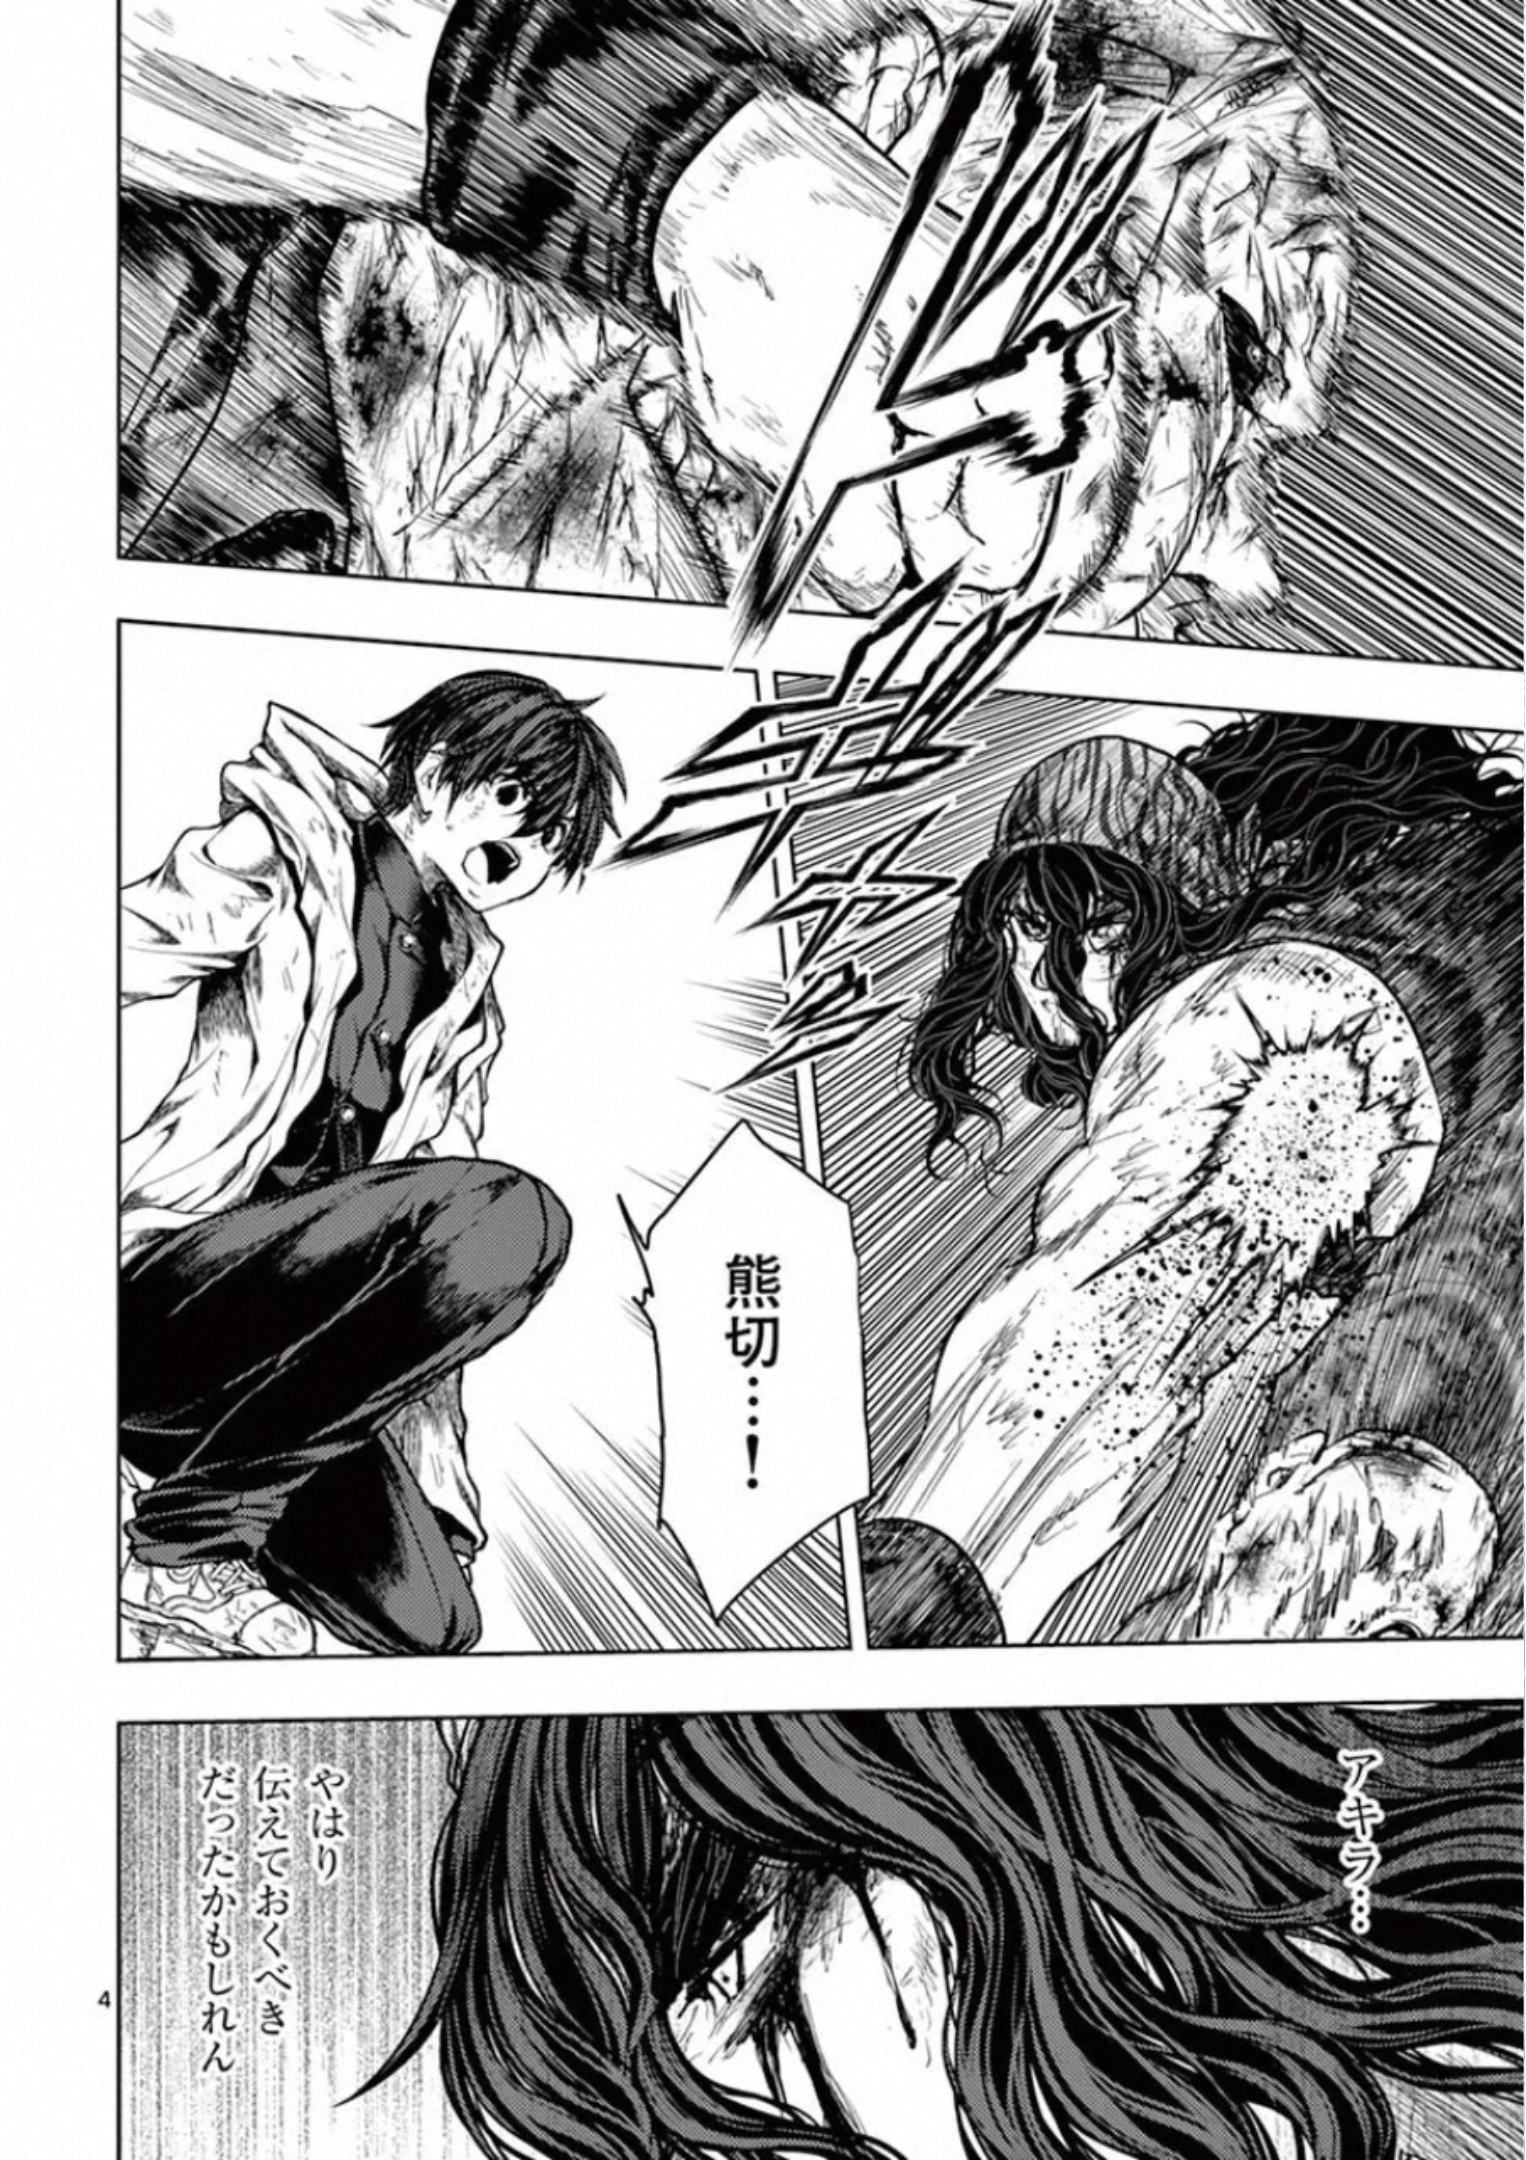 熊切…！
アキラ…
やはり
伝えておくべき
だったかもしれん
4